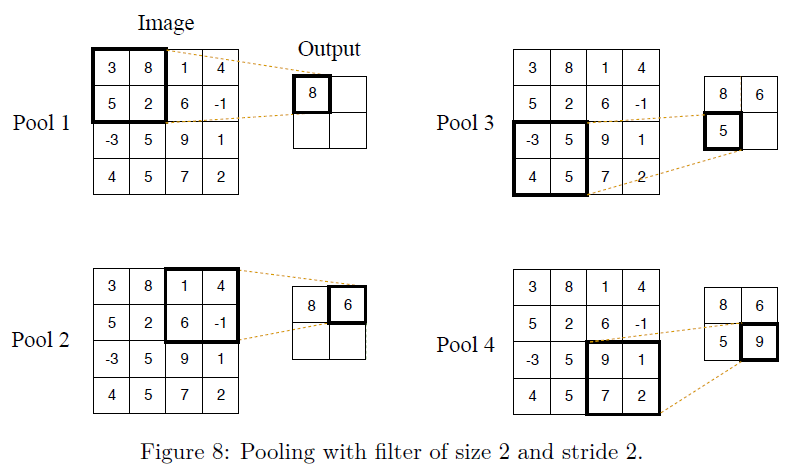 Image
Output
Pool 1
3 8 1 4
5 2 6 -1
-3 5 9 1
4 5 7 2
8
Pool 3
3 8 1 4
5 2 6 -1
-3 5 9 1
4 5 7 2
8 6
5
Pool 2
3 8 1 4
5 2 6 -1
-3 5 9 1
4 5 7 2
8 6
Pool 4
3 8 1 4
5 2 6 -1
-3 5 9 1
4 5 7 2
8 6
5 9
Figure 8: Pooling with filter of size 2 and stride 2.